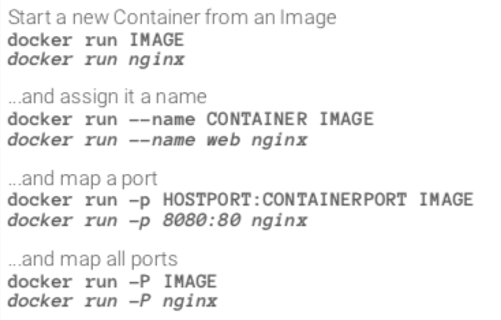 Start a new Container from an Image
docker run IMAGE
docker run nginx
...and assign it a name
docker run --name CONTAINER IMAGE
docker run --name web nginx
...and map a port
docker run -p HOSTPORT:CONTAINERPORT IMAGE
docker run -p 8080:80 nginx
...and map all ports
docker run -P IMAGE
docker run -P nginx